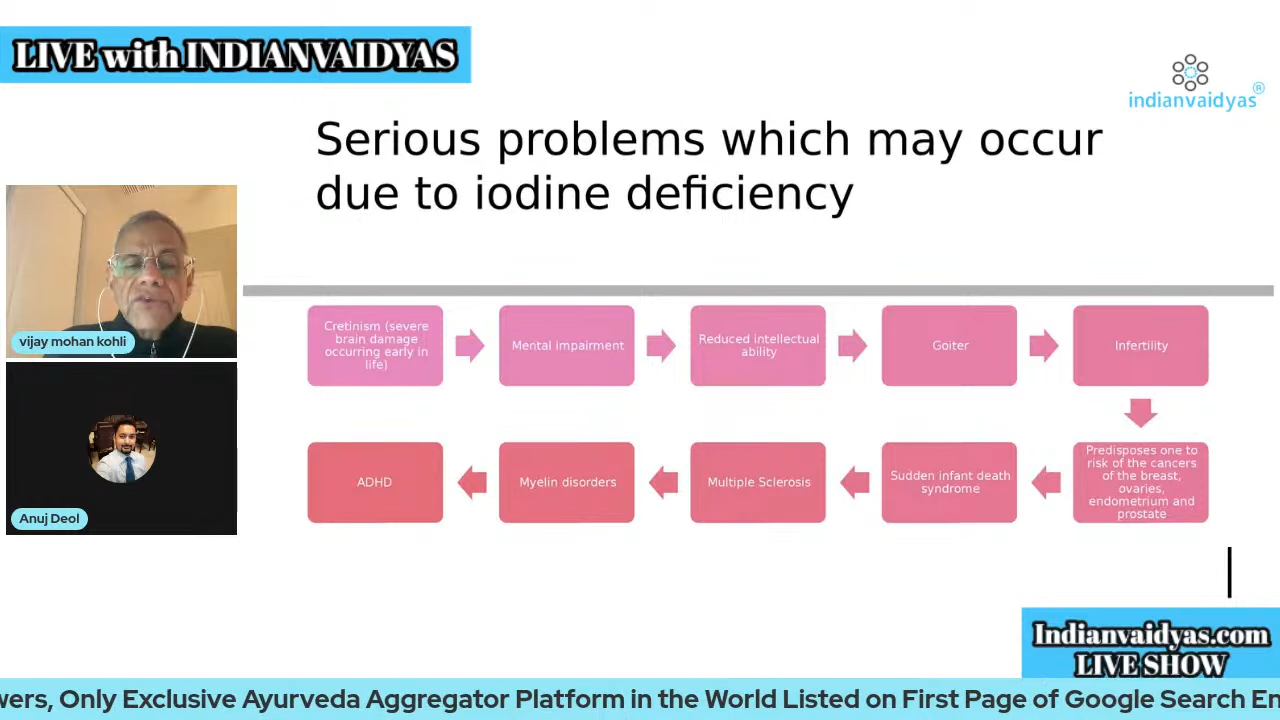 LIVE with INDIANVAIDYAS
indianvaidyas®
Serious problems which may occur
due to iodine deficiency
vijay mohan kohli
Anuj Deol
Cretinism (severe
brain damage
occurring early in
life)
Mental impairment
Reduced intellectual
ability
Goiter
Infertility
Predisposes one to
risk of the cancers
of the breast,
ovaries,
endometrium and
prostate
Sudden infant death
syndrome
Multiple Sclerosis
Myelin disorders
ADHD
Indianvaidyas.com
LIVE SHOW
wers, Only Exclusive Ayurveda Aggregator Platform in the World Listed on First Page of Google Search En